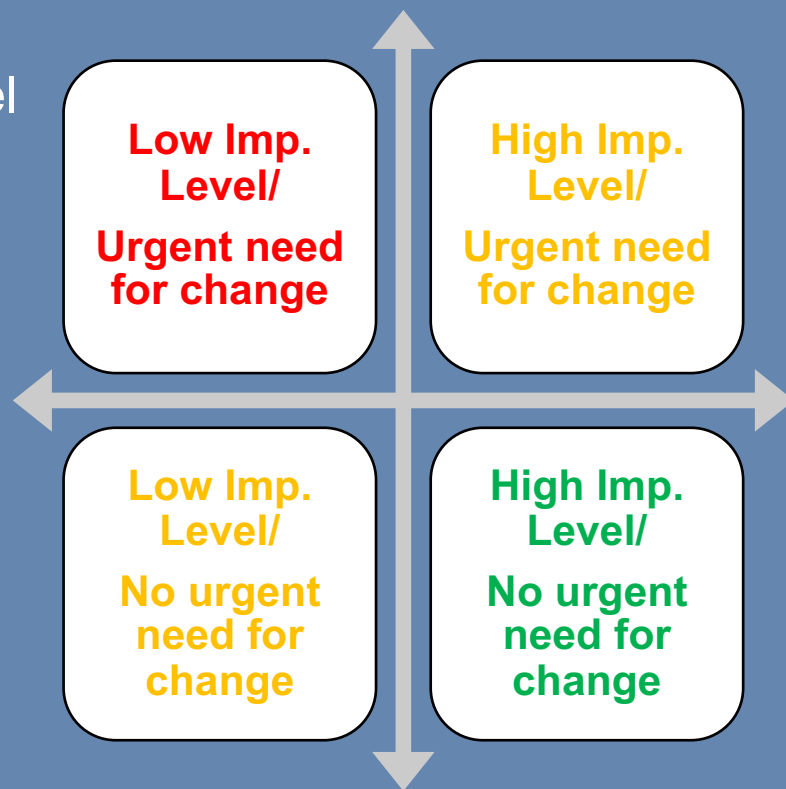 Low Imp.
Level/
Urgent need
for change
High Imp.
Level/
Urgent need
for change
Low Imp.
Level/
No urgent
need for
change
High Imp.
Level/
No urgent
need for
change